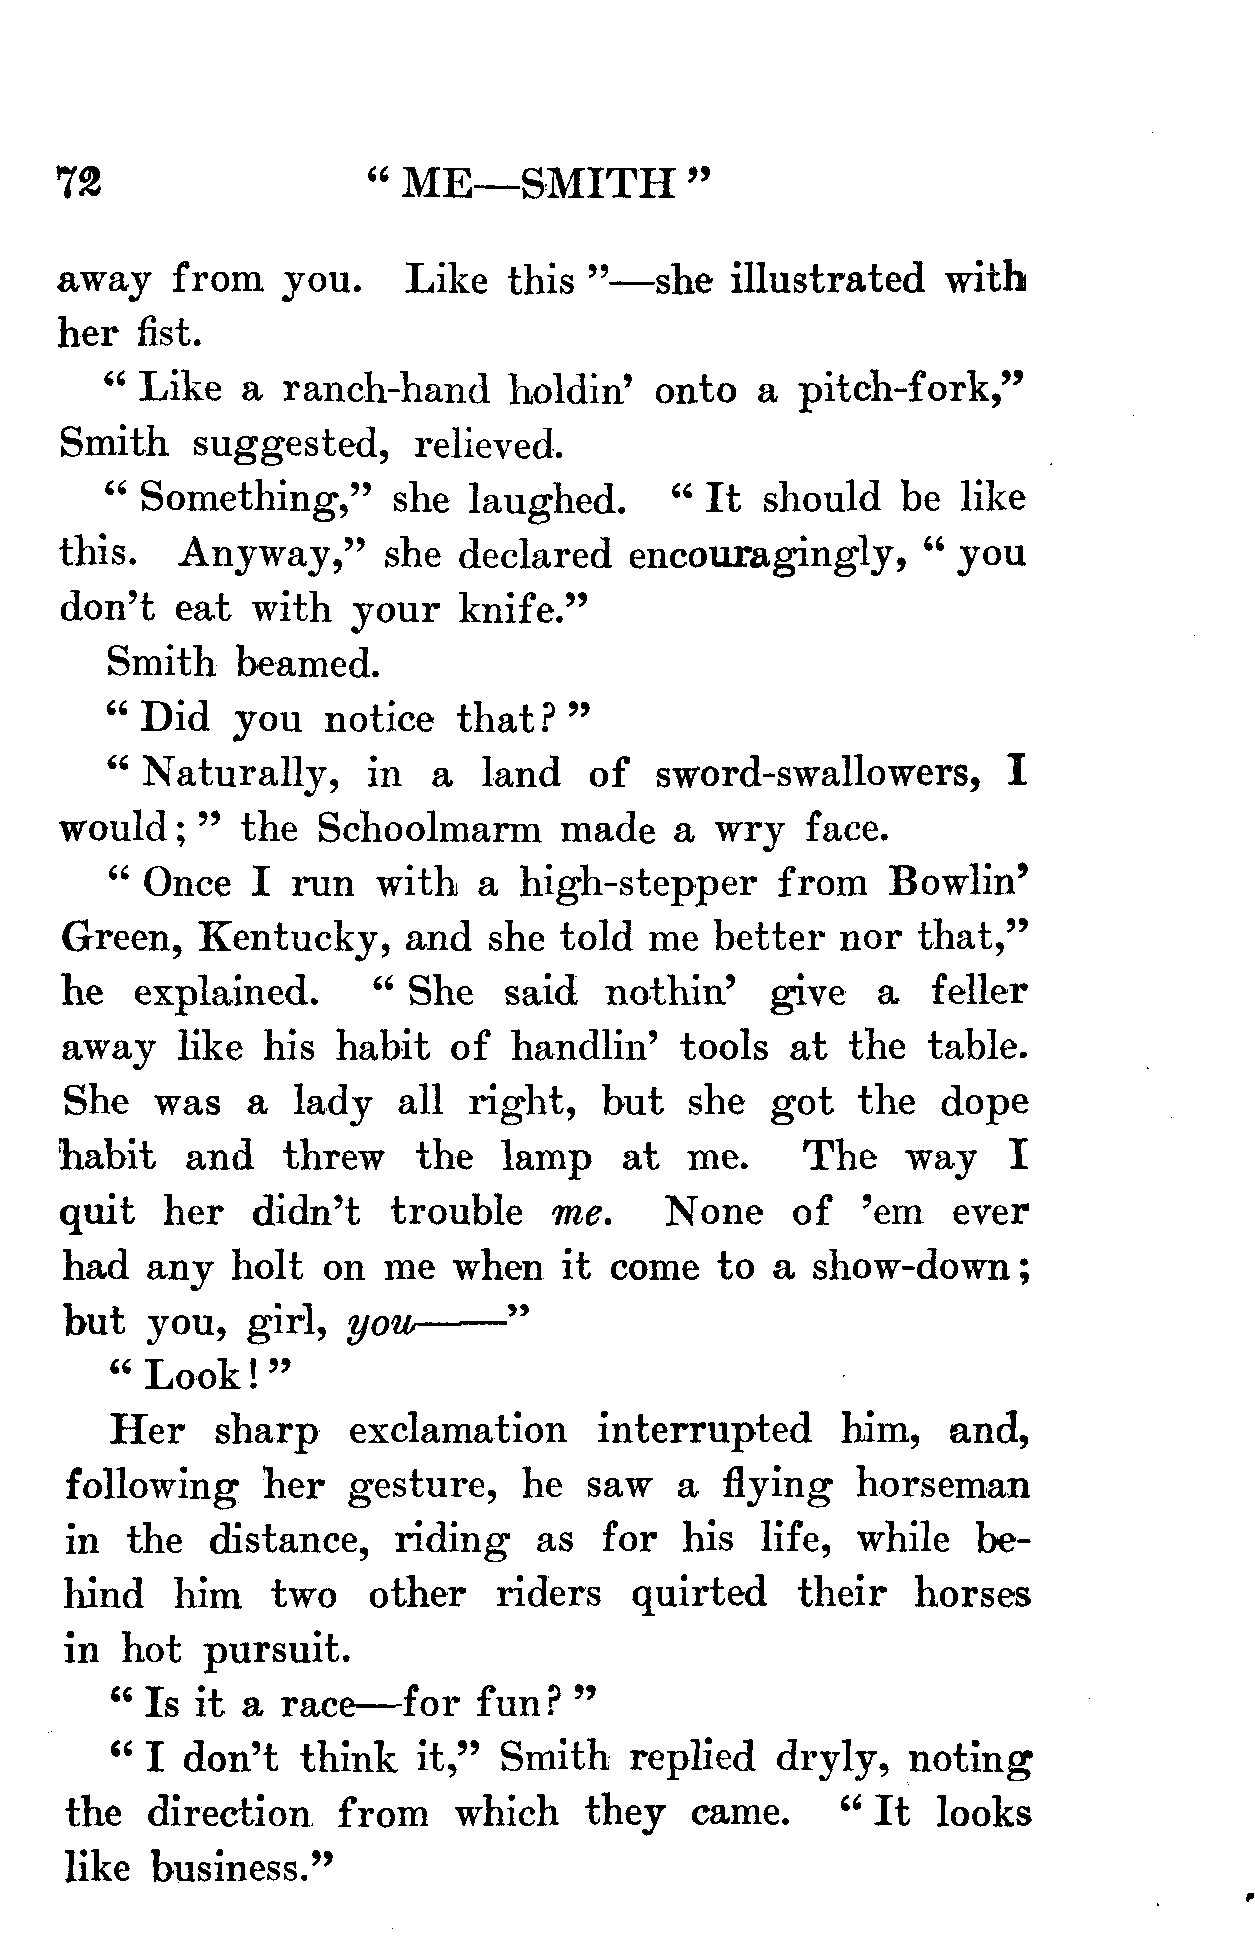 72 “ ME—SMITH ”
away from you. Like this ”—she illustrated with
her fist.
“ Like a ranch-hand holdin’ onto a pitch-fork,”
Smith suggested, relieved.
“ Something,” she laughed. “ It should be like
this. Anyway,” she declared encouragingly, “ you
don’t eat with your knife.”
Smith beamed.
“ Did you notice that? ”
“ Naturally, in a land of sword-swallowers, I
would; ” the Schoolmarm made a wry face.
“ Once I run with a high-stepper from Bowlin’
Green, Kentucky, and she told me better nor that,”
he explained. “ She said nothin’ give a feller
away like his habit of handlin’ tools at the table.
She was a lady all right, but she got the dope
habit and threw the lamp at me. The way I
quit her didn’t trouble me. None of ’em ever
had any holt on me when it come to a show-down;
but you, girl, you——”
“ Look! ”
Her sharp exclamation interrupted him, and,
following her gesture, he saw a flying horseman
in the distance, riding as for his life, while be-
hind him two other riders quirted their horses
in hot pursuit.
“ Is it a race—for fun? ”
“ I don’t think it,” Smith replied dryly, noting
the direction from which they came. “ It looks
like business.”